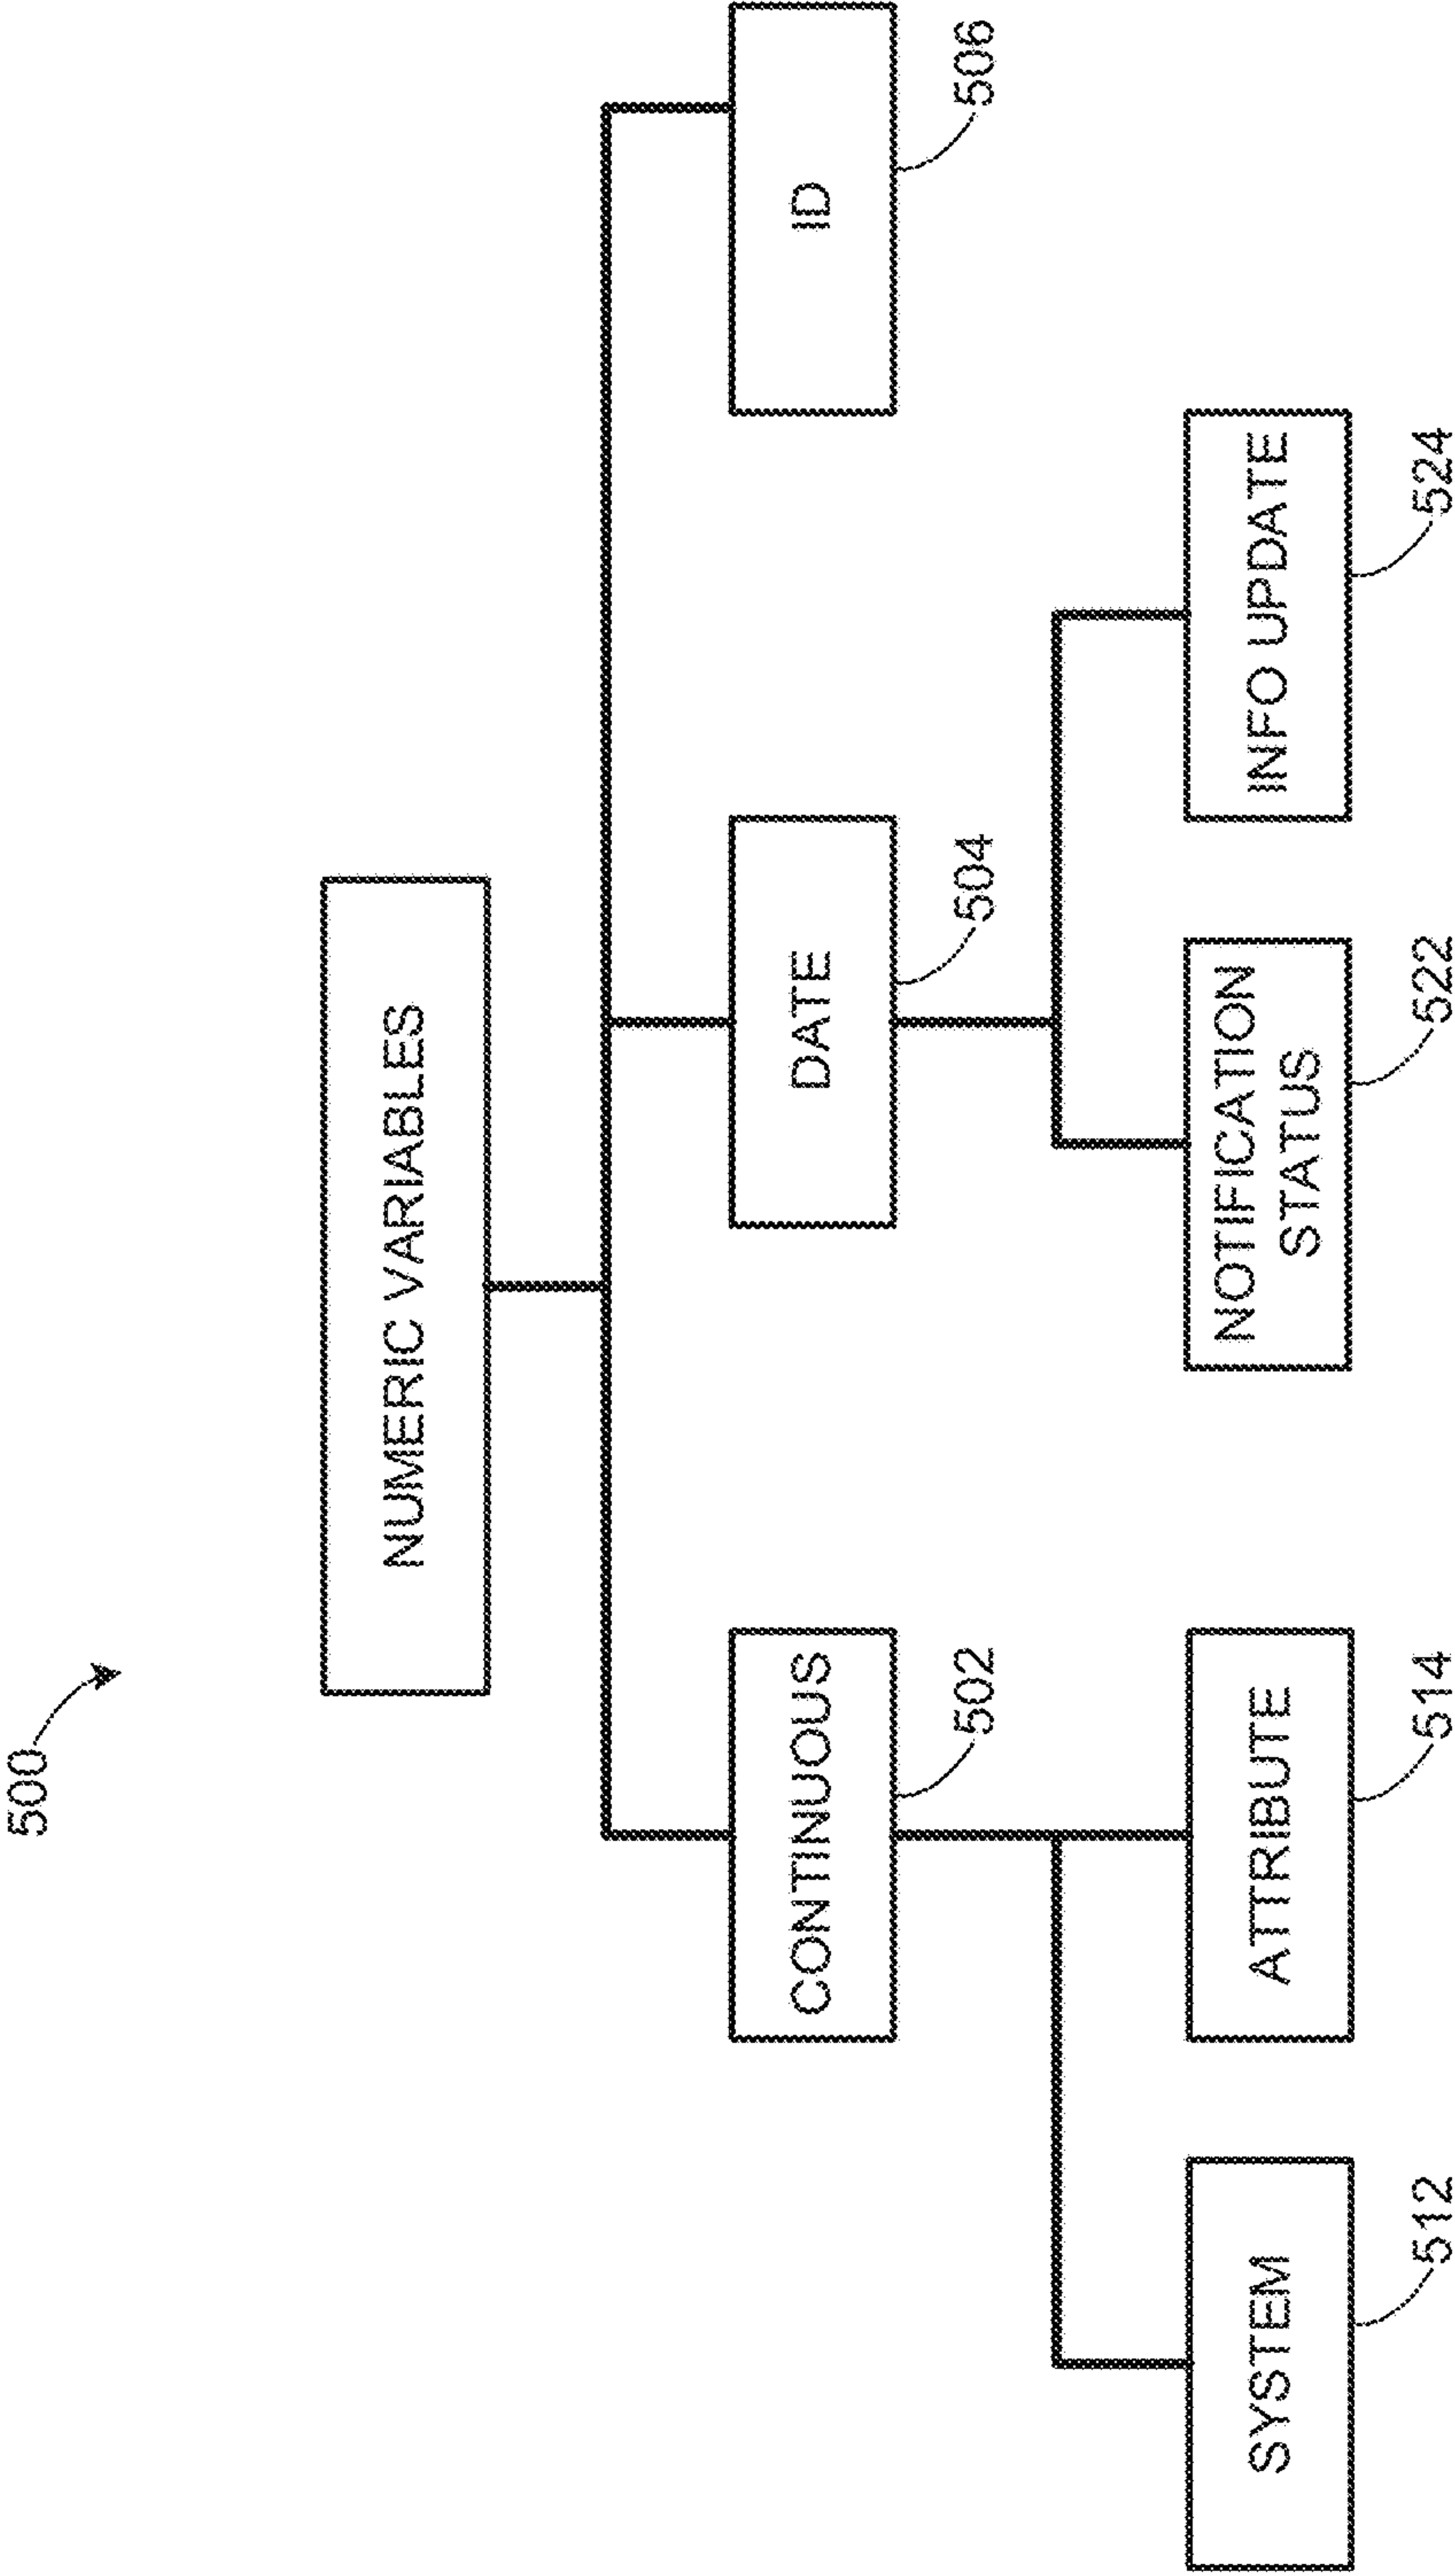 500
NUMERIC VARIABLES
CONTINUOUS
502
DATE
504
ID
506
SYSTEM
512
ATTRIBUTE
514
NOTIFICATION
STATUS
522
INFO UPDATE
524